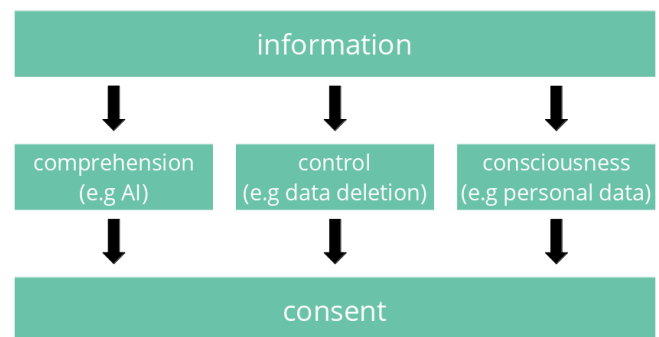 information
comprehension
(e.g AI)
control
(e.g data deletion)
consciousness
(e.g personal data)
consent